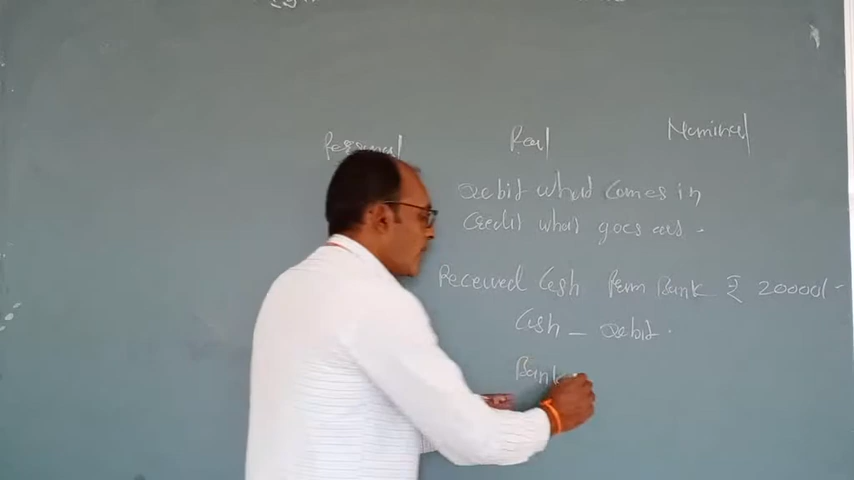 Personal Real Nominal
Debit what Comes in
Credit what goes out.
Received Cash from Bank ₹ 20000/-
Cash - Debit.
Bank